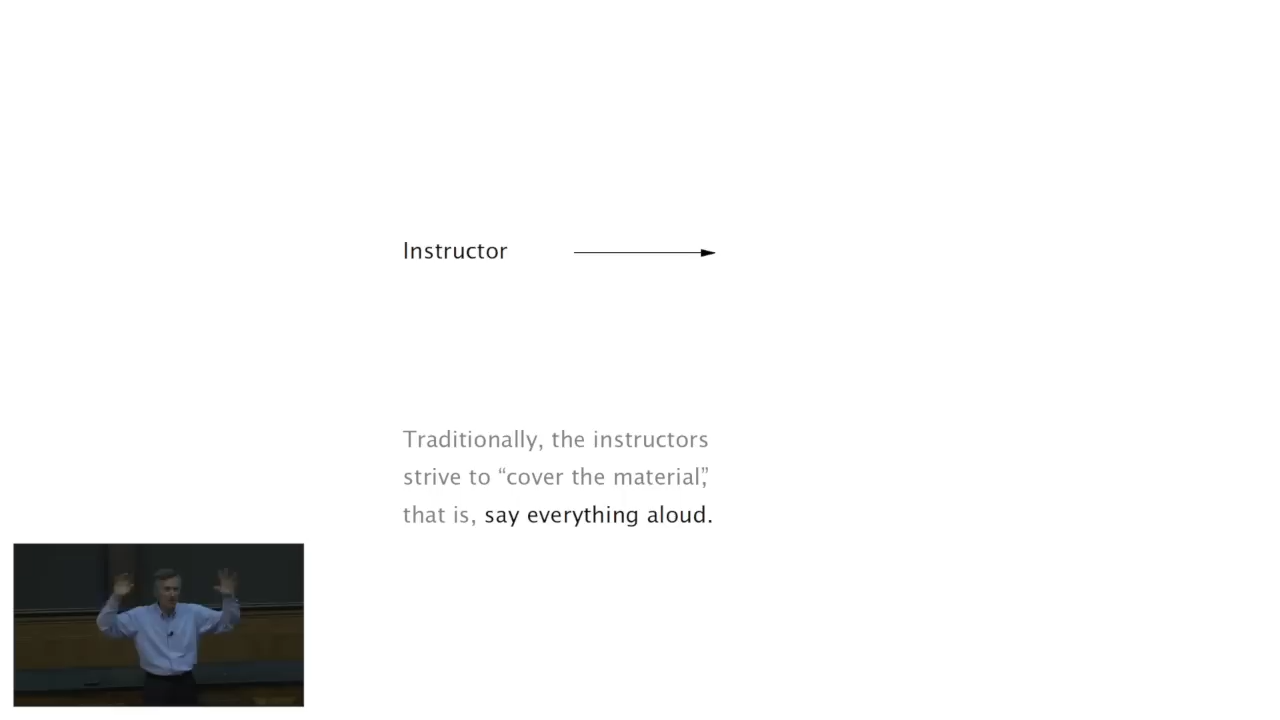 Instructor
Traditionally, the instructors
strive to “cover the material,”
that is, say everything aloud.